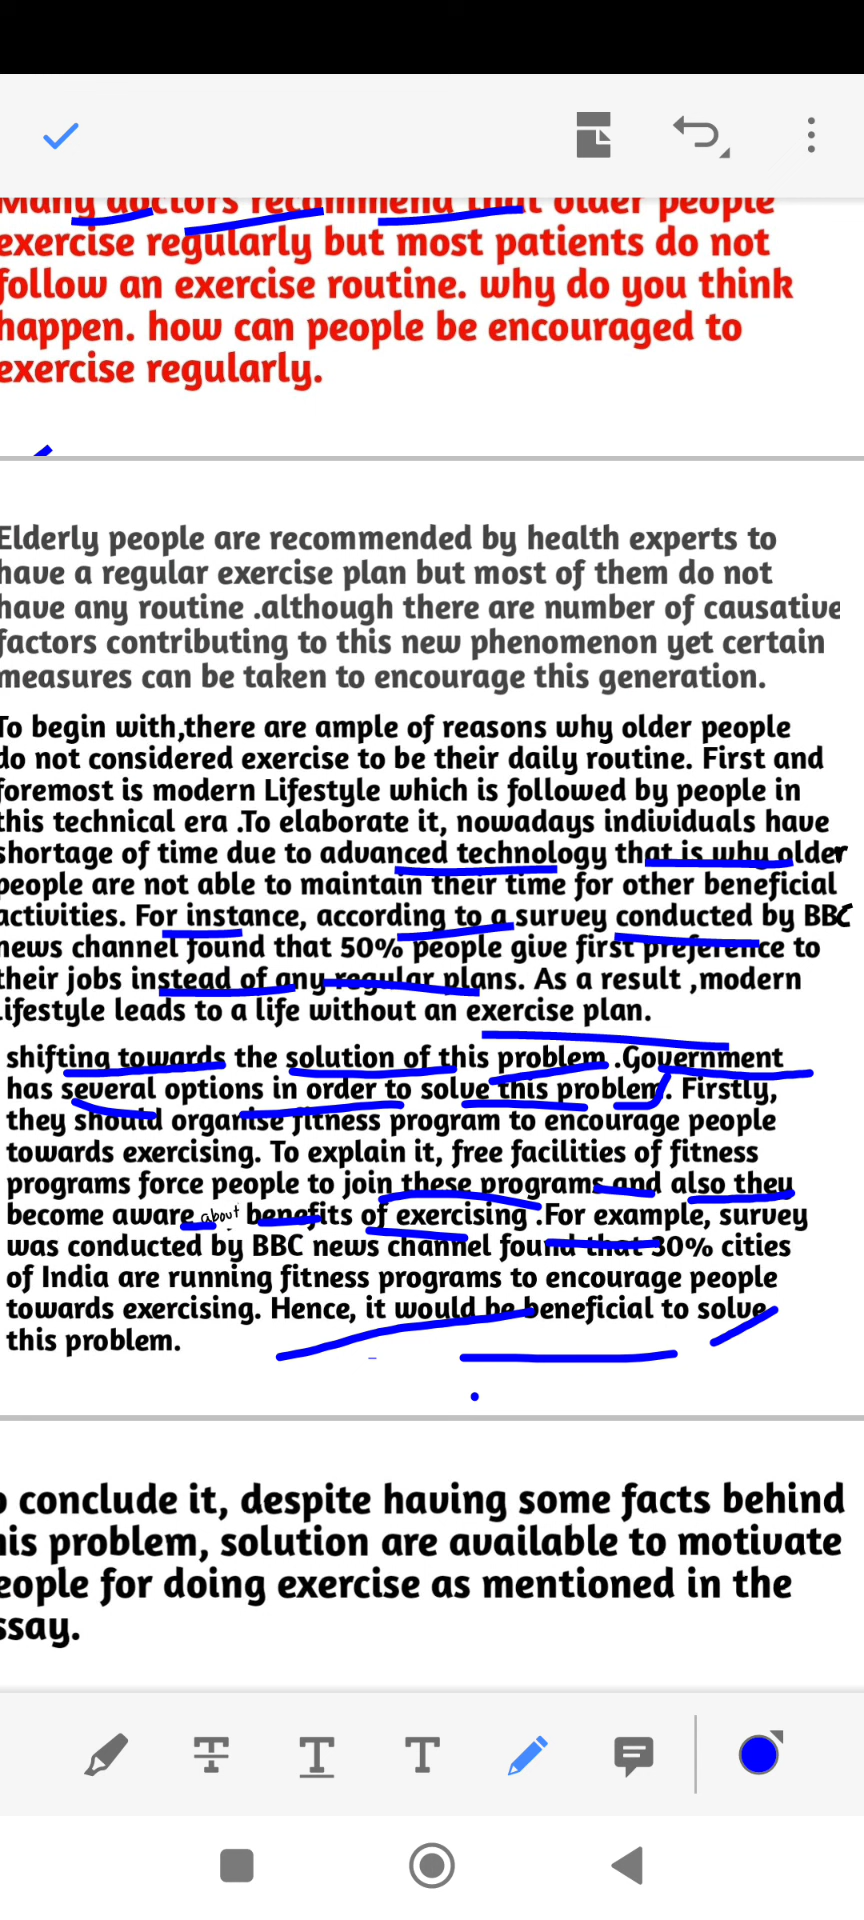 Many doctors recommend that older people
exercise regularly but most patients do not
follow an exercise routine. why do you think
happen. how can people be encouraged to
exercise regularly.
Elderly people are recommended by health experts to
have a regular exercise plan but most of them do not
have any routine .although there are number of causative
factors contributing to this new phenomenon yet certain
measures can be taken to encourage this generation.
To begin with,there are ample of reasons why older people
do not considered exercise to be their daily routine. First and
foremost is modern Lifestyle which is followed by people in
this technical era .To elaborate it, nowadays individuals have
shortage of time due to advanced technology that is why older
people are not able to maintain their time for other beneficial
activities. For instance, according to a survey conducted by BBC
news channel found that 50% people give first preference to
their jobs instead of any regular plans. As a result ,modern
lifestyle leads to a life without an exercise plan.
shifting towards the solution of this problem .Government
has several options in order to solve this problem. Firstly,
they should organise fitness program to encourage people
towards exercising. To explain it, free facilities of fitness
programs force people to join these programs and also they
become aware about benefits of exercising .For example, survey
was conducted by BBC news channel found that 30% cities
of India are running fitness programs to encourage people
towards exercising. Hence, it would be beneficial to solve
this problem.
o conclude it, despite having some facts behind
his problem, solution are available to motivate
eople for doing exercise as mentioned in the
ssay.